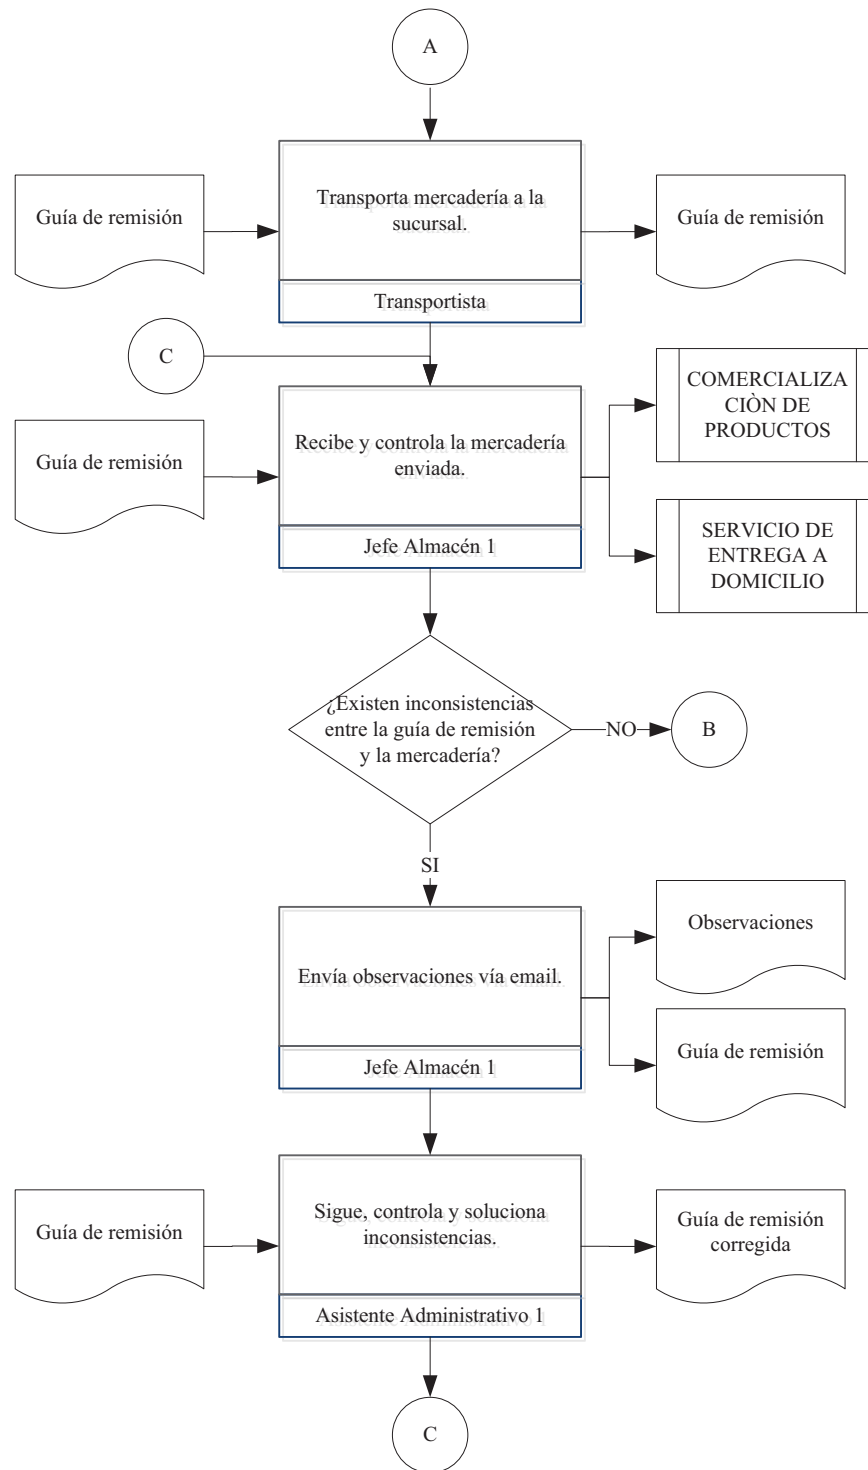 A
Guía de remisión
Transporta mercadería a la
sucursal.
Guía de remisión
Transportista
C
COMERCIALIZA
CIÒN DE
PRODUCTOS
Guía de remisión
Recibe y controla la mercadería
enviada.
Jefe Almacén 1
SERVICIO DE
ENTREGA A
DOMICILIO
¿Existen inconsistencias
entre la guía de remisión
y la mercadería?
NO
B
SI
Observaciones
Envía observaciones vía email.
Guía de remisión
Jefe Almacén 1
Guía de remisión
Sigue, controla y soluciona
inconsistencias.
Guía de remisión
corregida
Asistente Administrativo 1
C